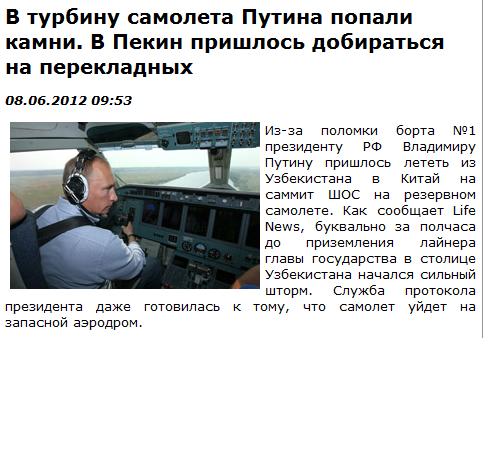 В турбину самолета Путина попали
камни. В Пекин пришлось добираться
на перекладных
08.06.2012 09:53
Из-за поломки борта №1
президенту РФ Владимиру
Путину пришлось лететь из
Узбекистана в Китай на
саммит ШОС на резервном
самолете. Как сообщает Life
News, буквально за полчаса
до приземления лайнера
главы государства в столице
Узбекистана начался сильный
шторм. Служба протокола
президента даже готовилась к тому, что самолет уйдет на
запасной аэродром.